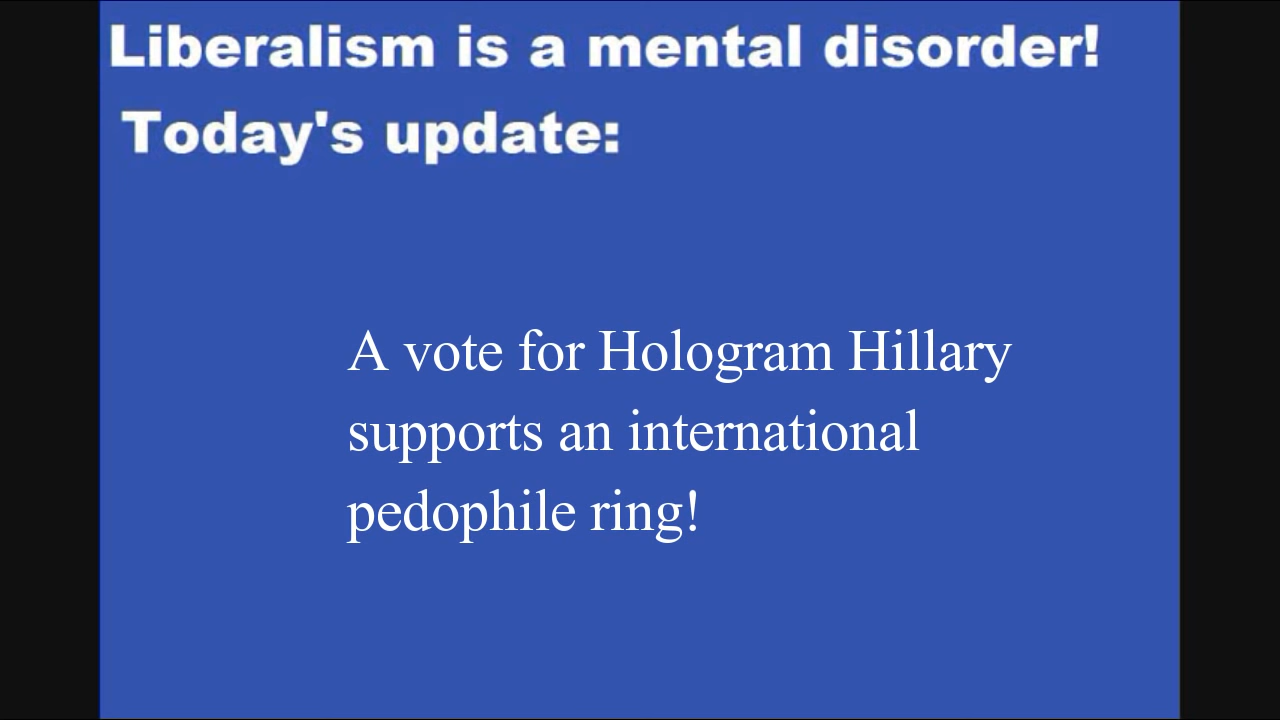 Liberalism is a mental disorder!
Today's update:
A vote for Hologram Hillary
supports an international
pedophile ring!